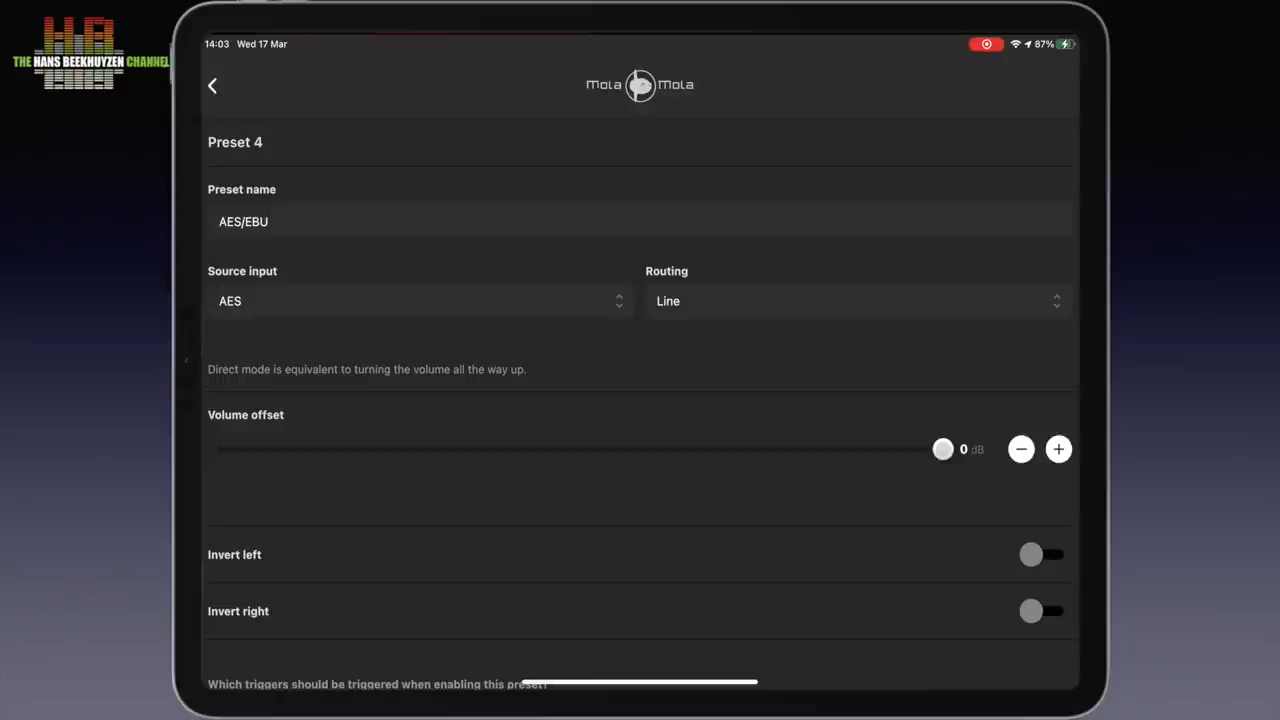 THE HANS BEEKHUYZEN CHANNEL
14:03 Wed 17 Mar
87%
mola mola
Preset 4
Preset name
AES/EBU
Source input
Routing
AES
Line
Direct mode is equivalent to turning the volume all the way up.
Volume offset
0 dB
Invert left
Invert right
Which triggers should be triggered when enabling this preset?